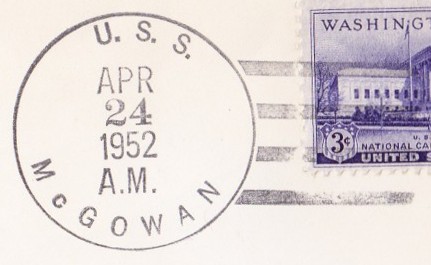 U. S. S.
APR
24
1952
A.M.
McGOWAN
WASHINGT
3¢
U. S.
NATIONAL CA
UNITED S